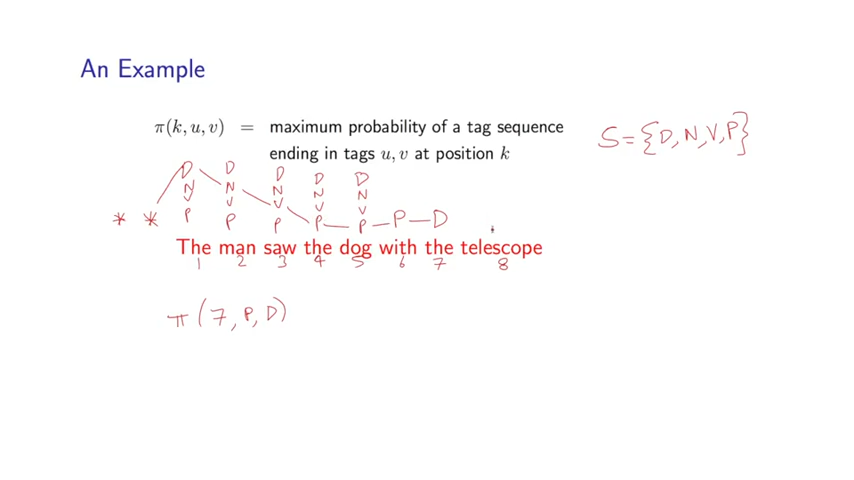 An Example
π(k, u, v) = maximum probability of a tag sequence
ending in tags u, v at position k
S = {D, N, V, P}
D D D D D
N N N N N
V V V V V
* * P P P P P P D
The man saw the dog with the telescope
1 2 3 4 5 6 7 8
π(7, P, D)